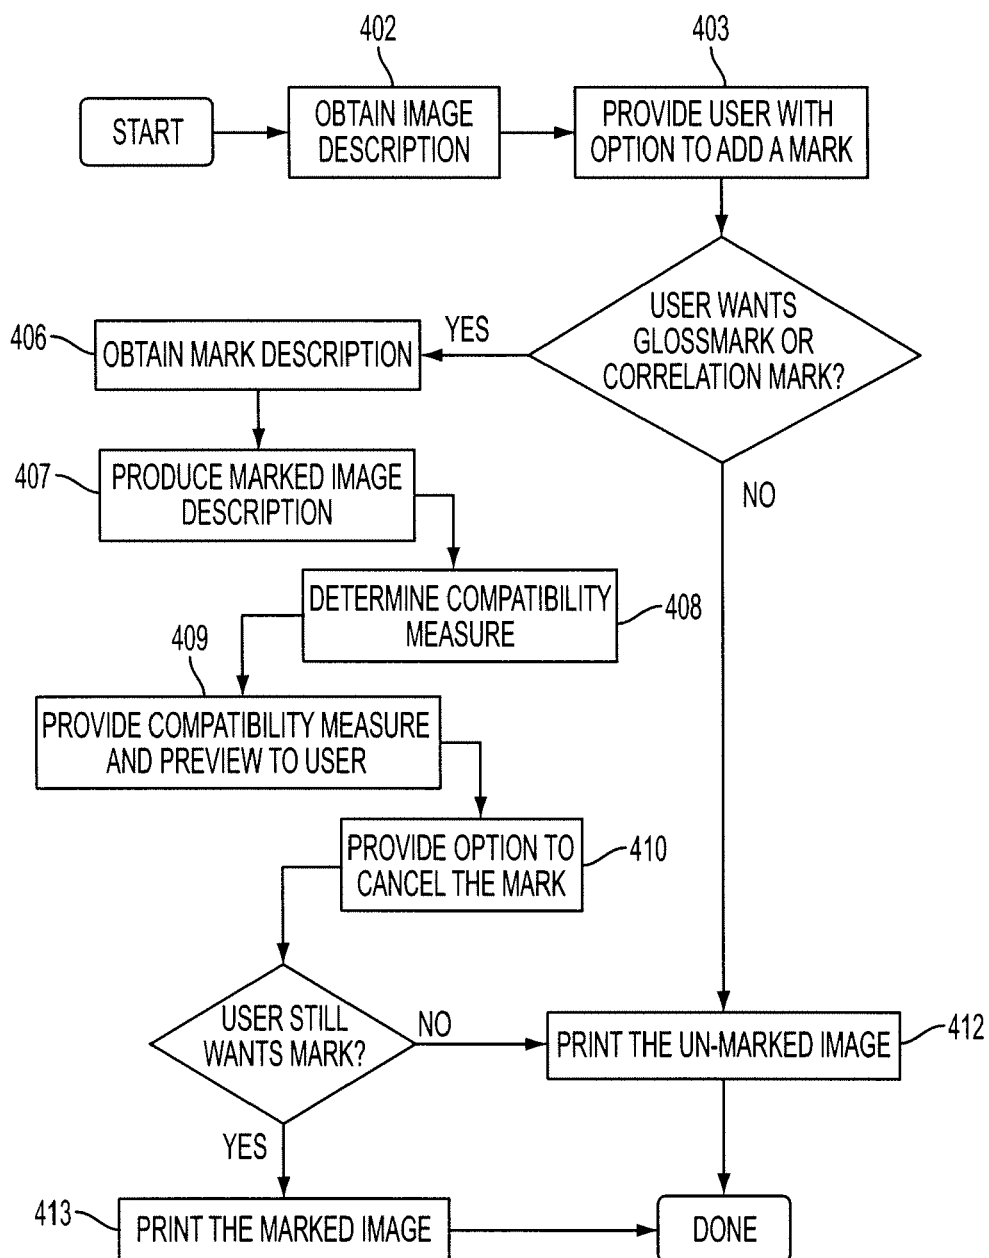 402
403
START
OBTAIN IMAGE
DESCRIPTION
PROVIDE USER WITH
OPTION TO ADD A MARK
USER WANTS
GLOSSMARK OR
CORRELATION MARK?
YES
406
OBTAIN MARK DESCRIPTION
407
PRODUCE MARKED IMAGE
DESCRIPTION
NO
DETERMINE COMPATIBILITY
MEASURE
408
409
PROVIDE COMPATIBILITY MEASURE
AND PREVIEW TO USER
PROVIDE OPTION TO
CANCEL THE MARK
410
USER STILL
WANTS MARK?
NO
PRINT THE UN-MARKED IMAGE
412
YES
413
PRINT THE MARKED IMAGE
DONE